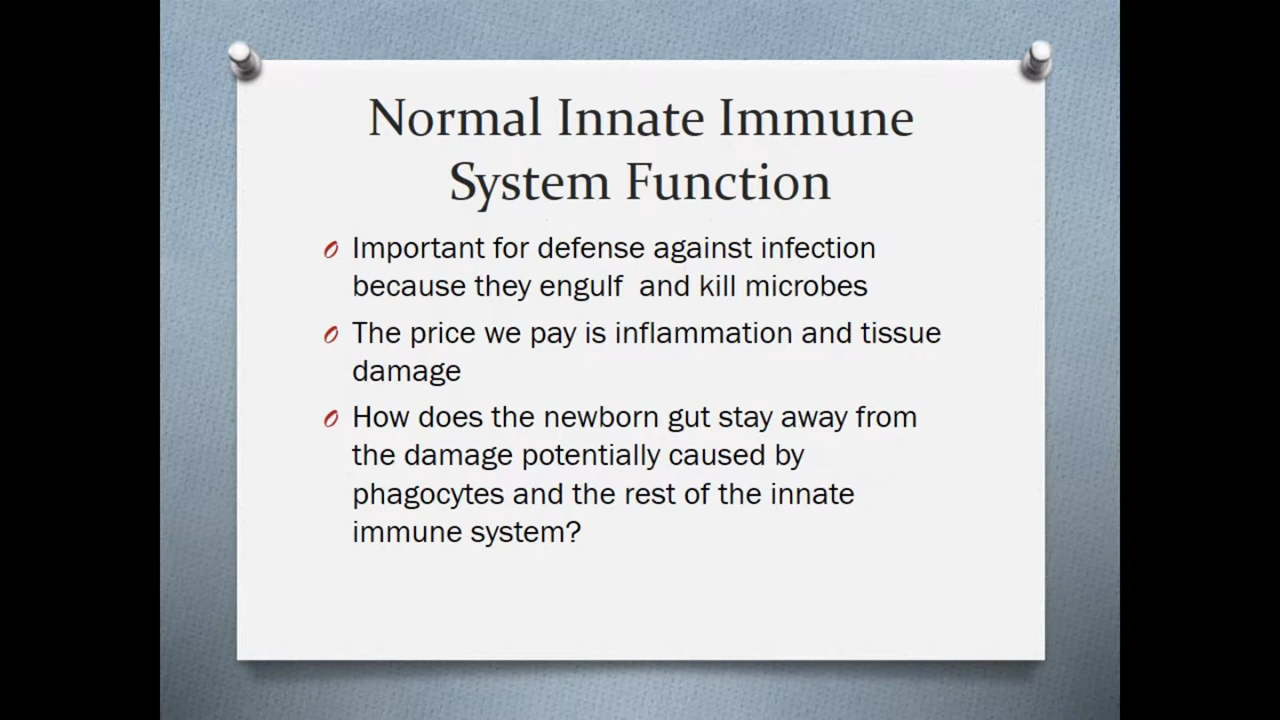 Normal Innate Immune
System Function
Important for defense against infection
because they engulf  and kill microbes
The price we pay is inflammation and tissue
damage
How does the newborn gut stay away from
the damage potentially caused by
phagocytes and the rest of the innate
immune system?